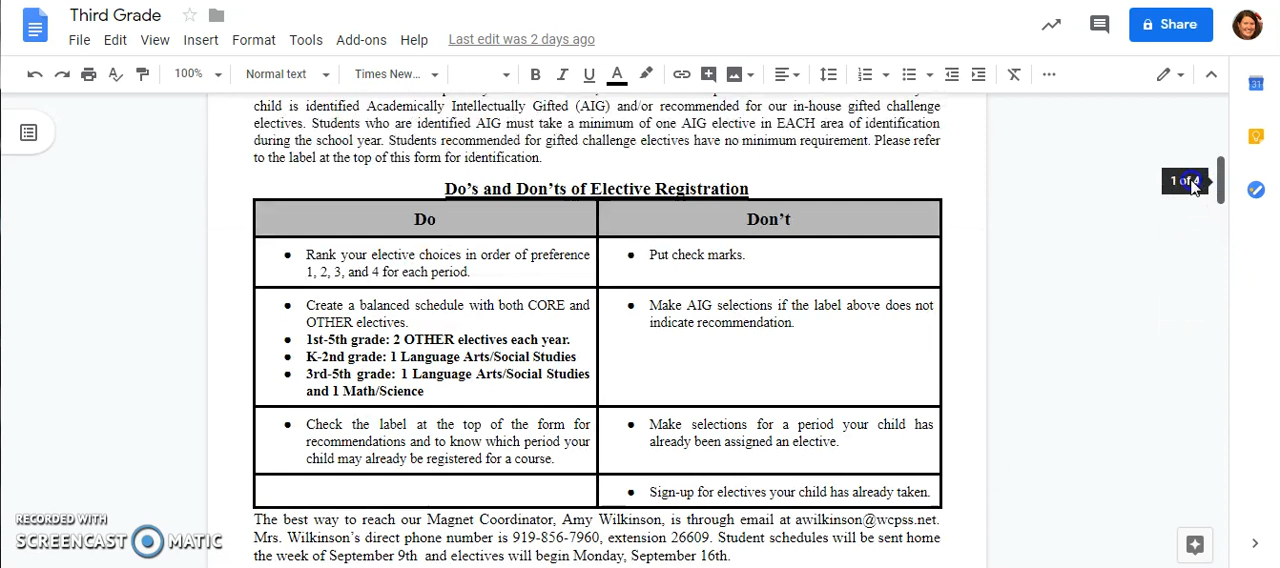 Third Grade
File Edit View Insert Format Tools Add-ons Help Last edit was 2 days ago
Share
100% Normal text Times New... B I U A
31
child is identified Academically Intellectually Gifted (AIG) and/or recommended for our in-house gifted challenge
electives. Students who are identified AIG must take a minimum of one AIG elective in EACH area of identification
during the school year. Students recommended for gifted challenge electives have no minimum requirement. Please refer
to the label at the top of this form for identification.
1 of 4
Do's and Don'ts of Elective Registration
Do
Don't
• Rank your elective choices in order of preference
1, 2, 3, and 4 for each period.
• Put check marks.
• Create a balanced schedule with both CORE and
OTHER electives.
1st-5th grade: 2 OTHER electives each year.
• K-2nd grade: 1 Language Arts/Social Studies
• 3rd-5th grade: 1 Language Arts/Social Studies
and 1 Math/Science
• Make AIG selections if the label above does not
indicate recommendation.
• Check the label at the top of the form for
recommendations and to know which period your
child may already be registered for a course.
• Make selections for a period your child has
already been assigned an elective.
• Sign-up for electives your child has already taken.
The best way to reach our Magnet Coordinator, Amy Wilkinson, is through email at awilkinson@wcpss.net.
Mrs. Wilkinson's direct phone number is 919-856-7960, extension 26609. Student schedules will be sent home
the week of September 9th and electives will begin Monday, September 16th.
RECORDED WITH
SCREENCAST MATIC